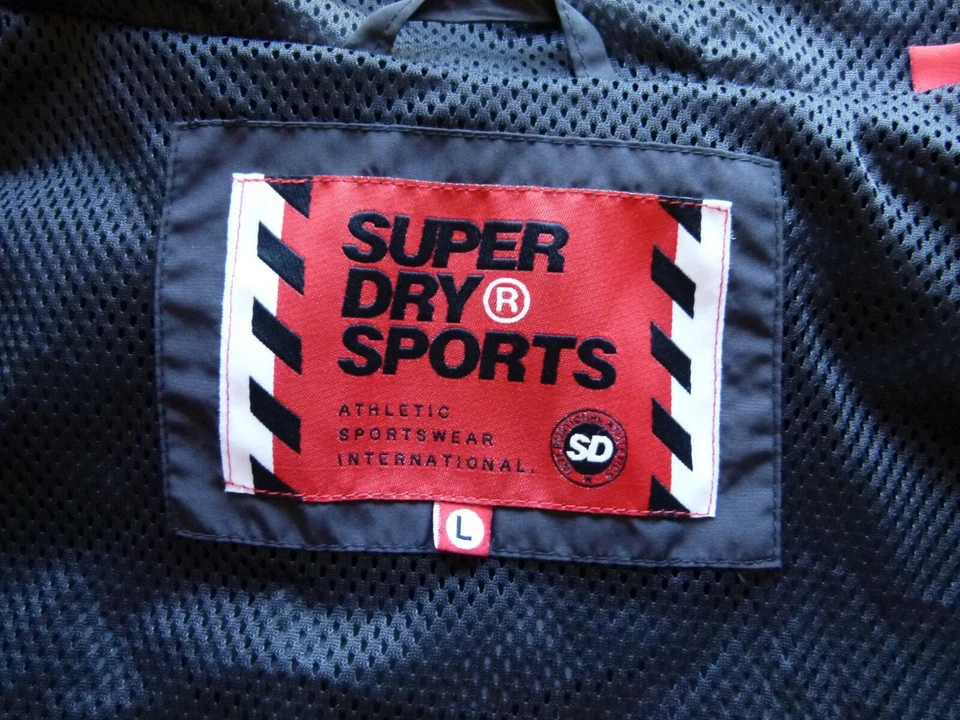 SUPER
DRY®
SPORTS
ATHLETIC
SPORTSWEAR
INTERNATIONAL.
SD
L